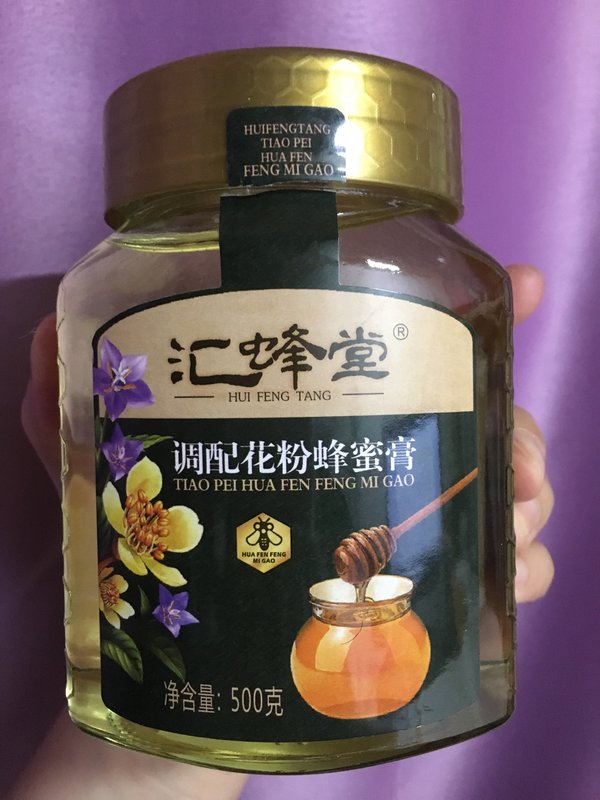 HUIFENGTANG
TIAO PEI
HUA FEN
FENG MI GAO
汇蜂堂®
HUI FENG TANG
调配花粉蜂蜜膏
TIAO PEI HUA FEN FENG MI GAO
HUA FEN FENG
MI GAO
净含量：500克